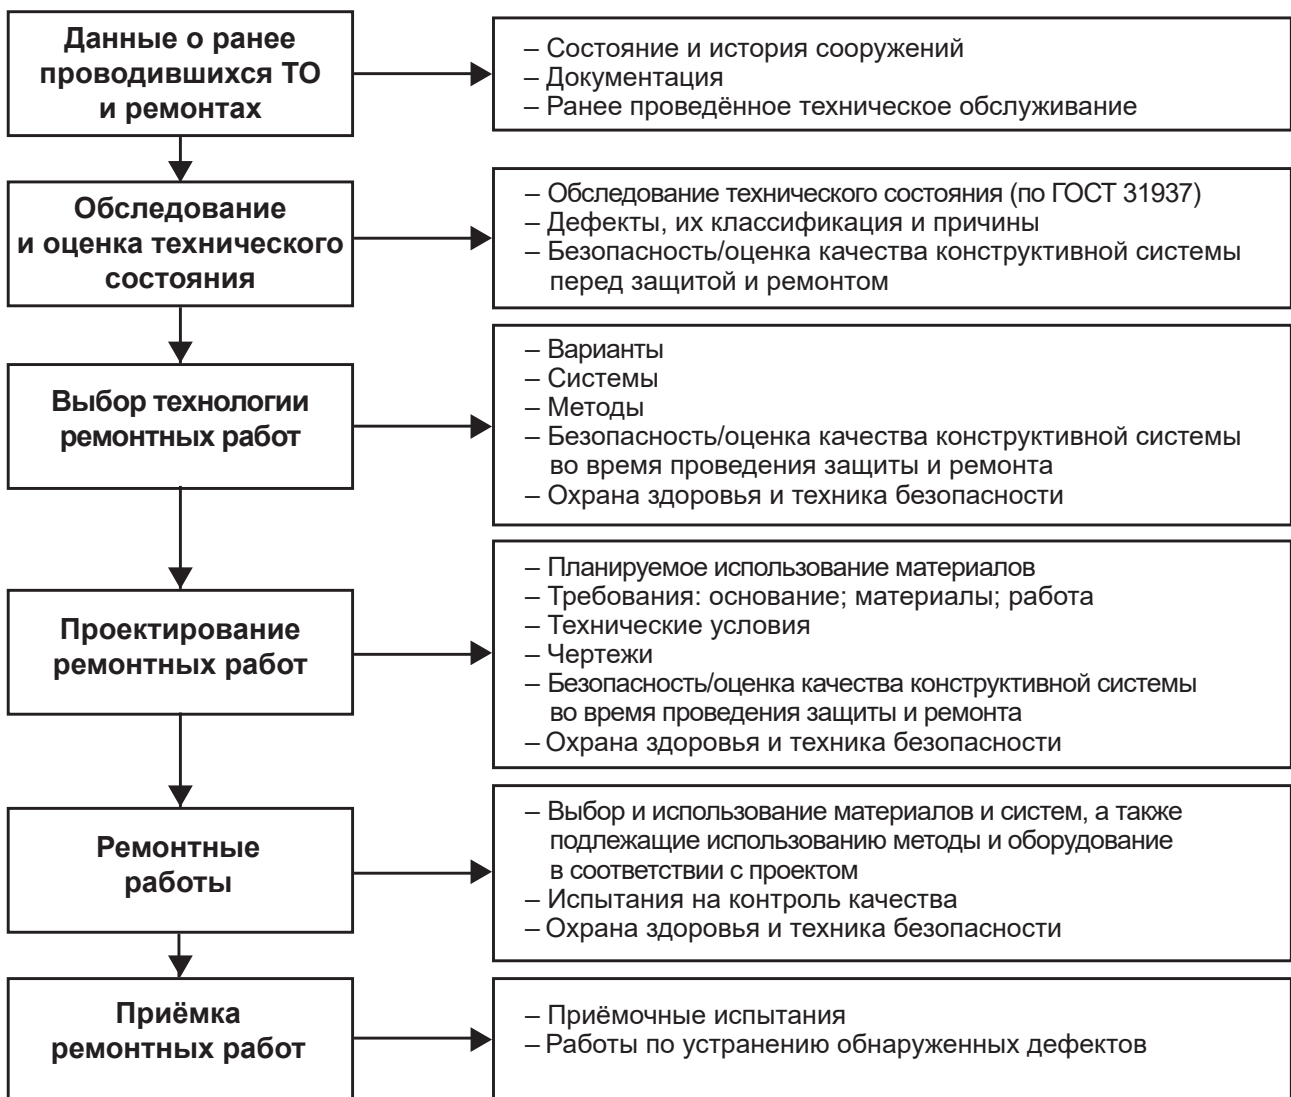 Данные о ранее
проводившихся ТО
и ремонтах
– Состояние и история сооружений
– Документация
– Ранее проведённое техническое обслуживание
Обследование
и оценка технического
состояния
– Обследование технического состояния (по ГОСТ 31937)
– Дефекты, их классификация и причины
– Безопасность/оценка качества конструктивной системы
перед защитой и ремонтом
Выбор технологии
ремонтных работ
– Варианты
– Системы
– Методы
– Безопасность/оценка качества конструктивной системы
во время проведения защиты и ремонта
– Охрана здоровья и техника безопасности
Проектирование
ремонтных работ
– Планируемое использование материалов
– Требования: основание; материалы; работа
– Технические условия
– Чертежи
– Безопасность/оценка качества конструктивной системы
во время проведения защиты и ремонта
– Охрана здоровья и техника безопасности
Ремонтные
работы
– Выбор и использование материалов и систем, а также
подлежащие использованию методы и оборудование
в соответствии с проектом
– Испытания на контроль качества
– Охрана здоровья и техника безопасности
Приёмка
ремонтных работ
– Приёмочные испытания
– Работы по устранению обнаруженных дефектов